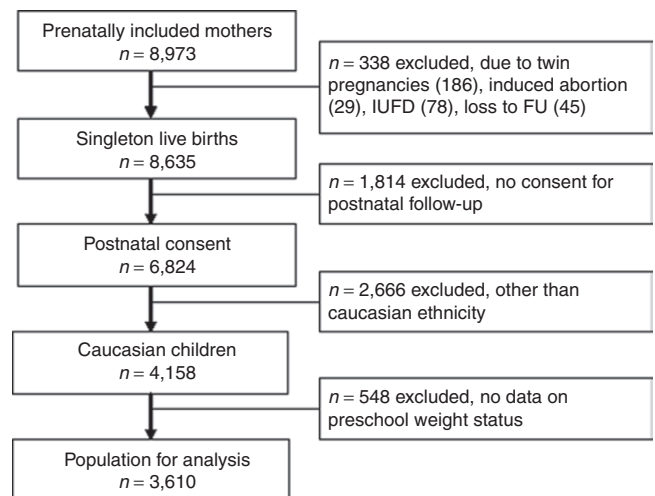 Prenatally included mothers
n = 8,973
n = 338 excluded, due to twin
pregnancies (186), induced abortion
(29), IUFD (78), loss to FU (45)
Singleton live births
n = 8,635
n = 1,814 excluded, no consent for
postnatal follow-up
Postnatal consent
n = 6,824
n = 2,666 excluded, other than
caucasian ethnicity
Caucasian children
n = 4,158
n = 548 excluded, no data on
preschool weight status
Population for analysis
n = 3,610